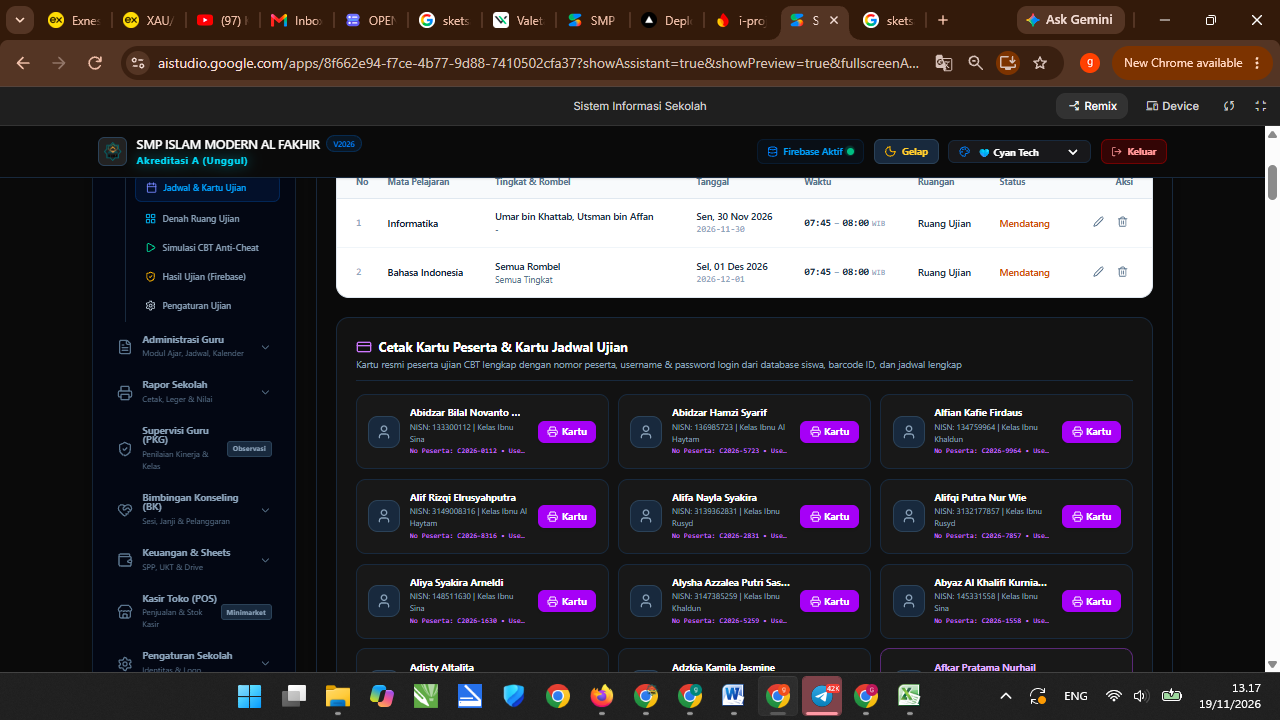 Exnes
XAU/
(97)
Inbo
OPEN
skets
Valet
SMP
Deplo
i-pro
S
skets
Ask Gemini
aistudio.google.com/apps/8f662e94-f7ce-4b77-9d88-7410502cfa37?showAssistant=true&showPreview=true&fullscreenA...
g
New Chrome available
Sistem Informasi Sekolah
Remix
Device
SMP ISLAM MODERN AL FAKHIR
V2026
Akreditasi A (Unggul)
Firebase Aktif
Gelap
Cyan Tech
Keluar
Jadwal & Kartu Ujian
Denah Ruang Ujian
Simulasi CBT Anti-Cheat
Hasil Ujian (Firebase)
Pengaturan Ujian
Administrasi Guru
Modul Ajar, Jadwal, Kalender
Rapor Sekolah
Cetak, Leger & Nilai
Supervisi Guru
(PKG)
Penilaian Kinerja &
Kelas
Observasi
Bimbingan Konseling
(BK)
Sesi, Janji & Pelanggaran
Keuangan & Sheets
SPP, UKT & Drive
Kasir Toko (POS)
Penjualan & Stok
Kasir
Minimarket
Pengaturan Sekolah
Identitas & Logo
No Mata Pelajaran Tingkat & Rombel Tanggal Waktu Ruangan Status Aksi
1 Informatika Umar bin Khattab, Utsman bin Affan Sen, 30 Nov 2026 07:45 – 08:00 WIB Ruang Ujian Mendatang
- 2026-11-30
2 Bahasa Indonesia Semua Rombel Sel, 01 Des 2026 07:45 – 08:00 WIB Ruang Ujian Mendatang
Semua Tingkat 2026-12-01
Cetak Kartu Peserta & Kartu Jadwal Ujian
Kartu resmi peserta ujian CBT lengkap dengan nomor peserta, username & password login dari database siswa, barcode ID, dan jadwal lengkap
Abidzar Bilal Novanto ...
NISN: 133300112 | Kelas Ibnu
Sina
No Peserta: C2026-0112 • Use…
Kartu
Abidzar Hamzi Syarif
NISN: 136985723 | Kelas Ibnu Al
Haytam
No Peserta: C2026-5723 • Use…
Kartu
Alfian Kafie Firdaus
NISN: 134759964 | Kelas Ibnu
Khaldun
No Peserta: C2026-9964 • Use…
Kartu
Alif Rizqi Elrusyahputra
NISN: 3149008316 | Kelas Ibnu Al
Haytam
No Peserta: C2026-8316 • Use…
Kartu
Alifa Nayla Syakira
NISN: 3139362831 | Kelas Ibnu
Rusyd
No Peserta: C2026-2831 • Use…
Kartu
Alifqi Putra Nur Wie
NISN: 3132177857 | Kelas Ibnu
Rusyd
No Peserta: C2026-7857 • Use…
Kartu
Aliya Syakira Arneldi
NISN: 148511630 | Kelas Ibnu
Sina
No Peserta: C2026-1630 • Use…
Kartu
Alysha Azzalea Putri Sas...
NISN: 3147385259 | Kelas Ibnu
Khaldun
No Peserta: C2026-5259 • Use…
Kartu
Abyaz Al Khalifi Kurnia...
NISN: 145331558 | Kelas Ibnu
Sina
No Peserta: C2026-1558 • Use…
Kartu
Adisty Altalita
Adzkia Kamila Jasmine
Afkar Pratama Nurhail
42K
ENG
13.17
19/11/2026